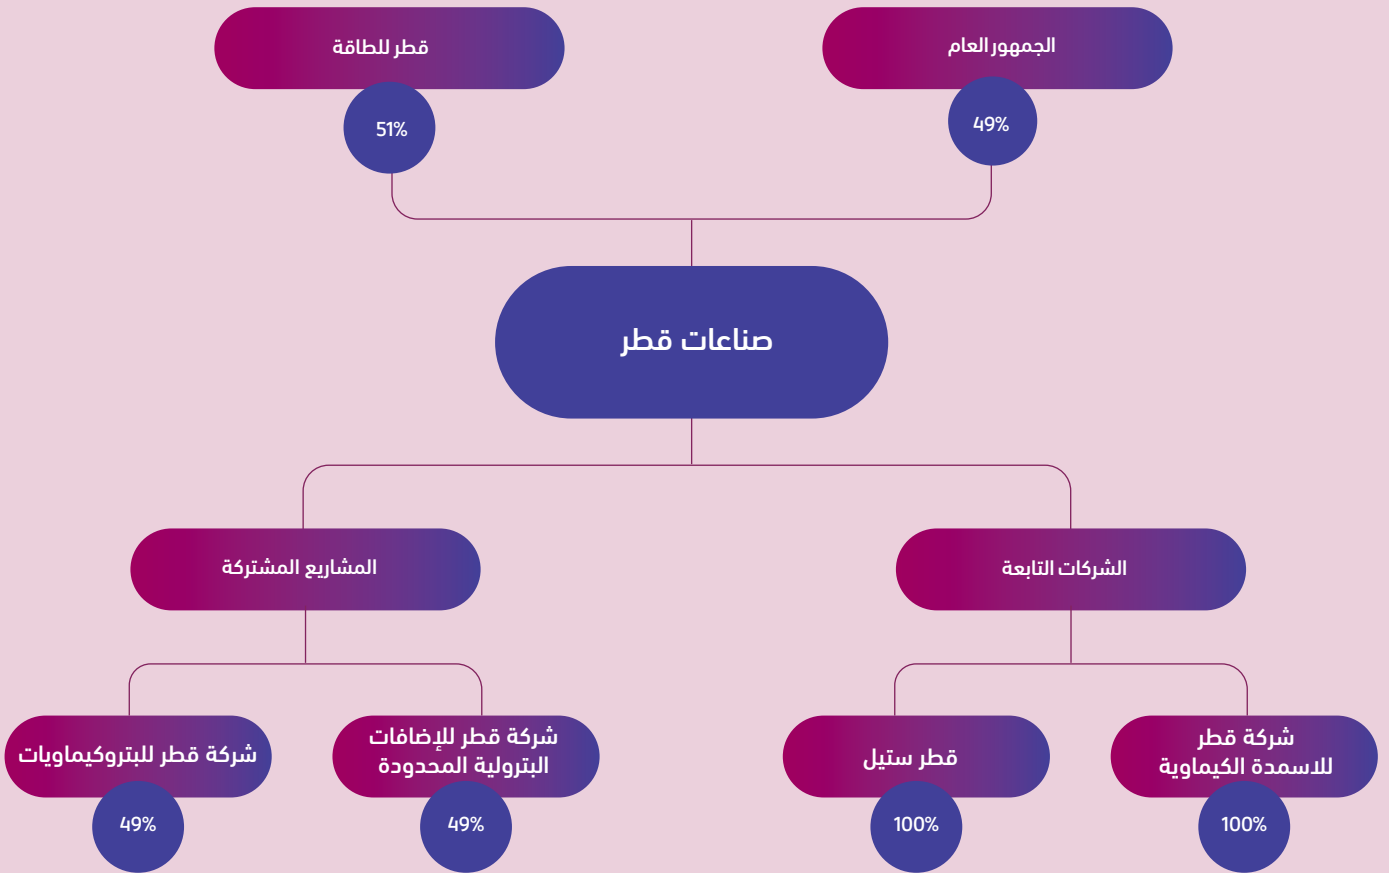 الجمهور العام
49%
قطر للطاقة
51%
صناعات قطر
الشركات التابعة
المشاريع المشتركة
شركة قطر
للاسمدة الكيماوية
100%
قطر ستيل
100%
شركة قطر للإضافات
البترولية المحدودة
49%
شركة قطر للبتروكيماويات
49%